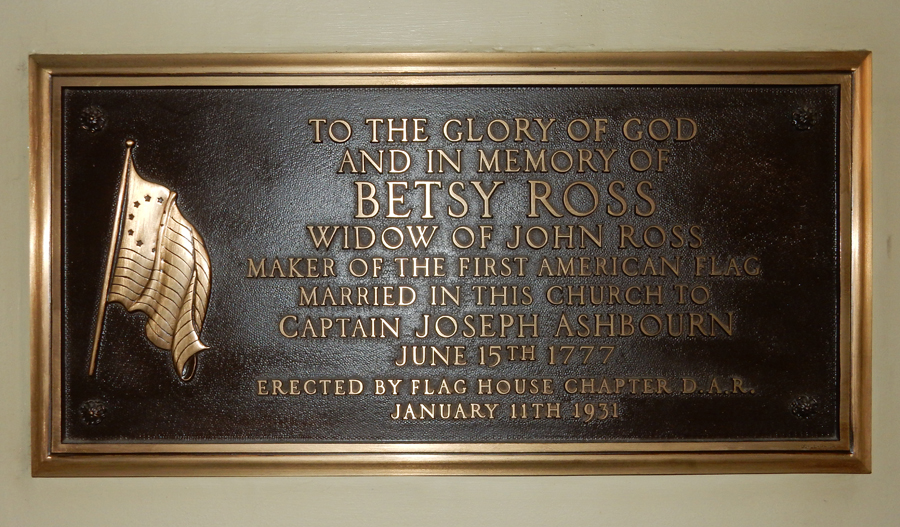 TO THE GLORY OF GOD
AND IN MEMORY OF
BETSY ROSS
WIDOW OF JOHN ROSS
MAKER OF THE FIRST AMERICAN FLAG
MARRIED IN THIS CHURCH TO
CAPTAIN JOSEPH ASHBOURN
JUNE 15TH 1777
ERECTED BY FLAG HOUSE CHAPTER D.A.R.
JANUARY 11TH 1931